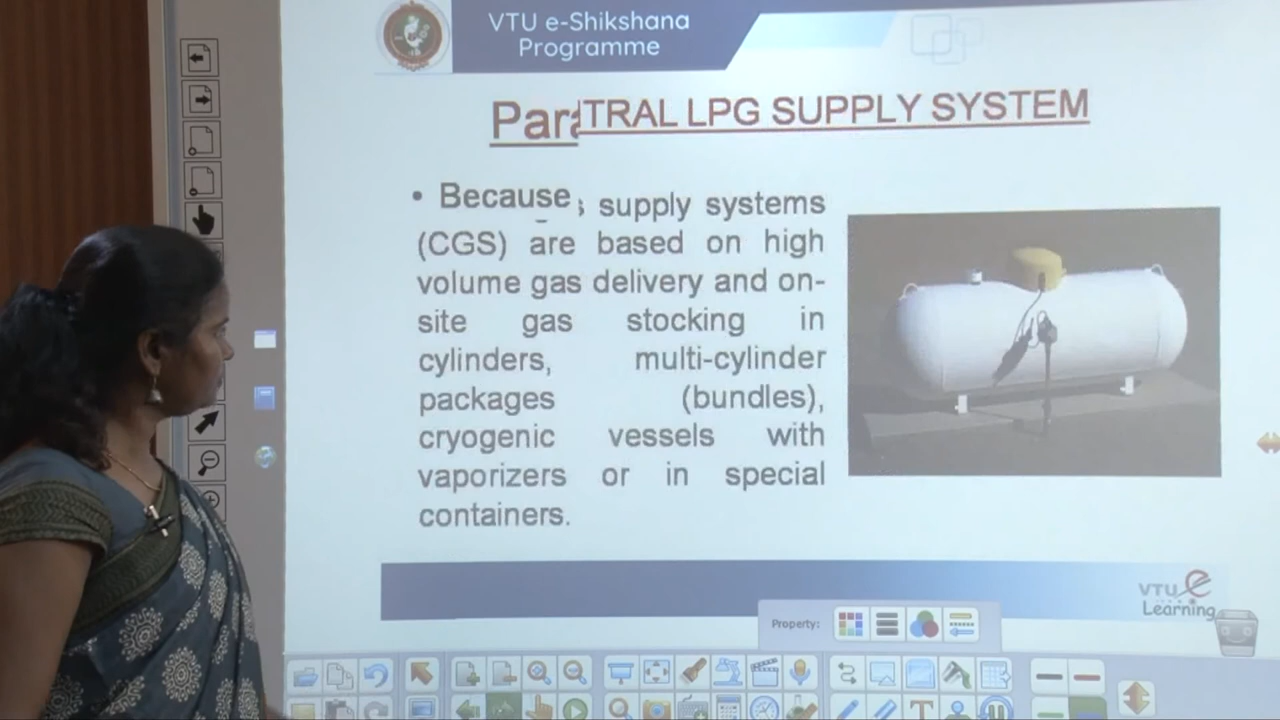 VTU e-Shikshana
Programme
Para
TRAL LPG SUPPLY SYSTEM
• Because
s supply systems
(CGS) are based on high
volume gas delivery and on-
site gas stocking in
cylinders, multi-cylinder
packages (bundles),
cryogenic vessels with
vaporizers or in special
containers.
VTU e
Learning
Property: